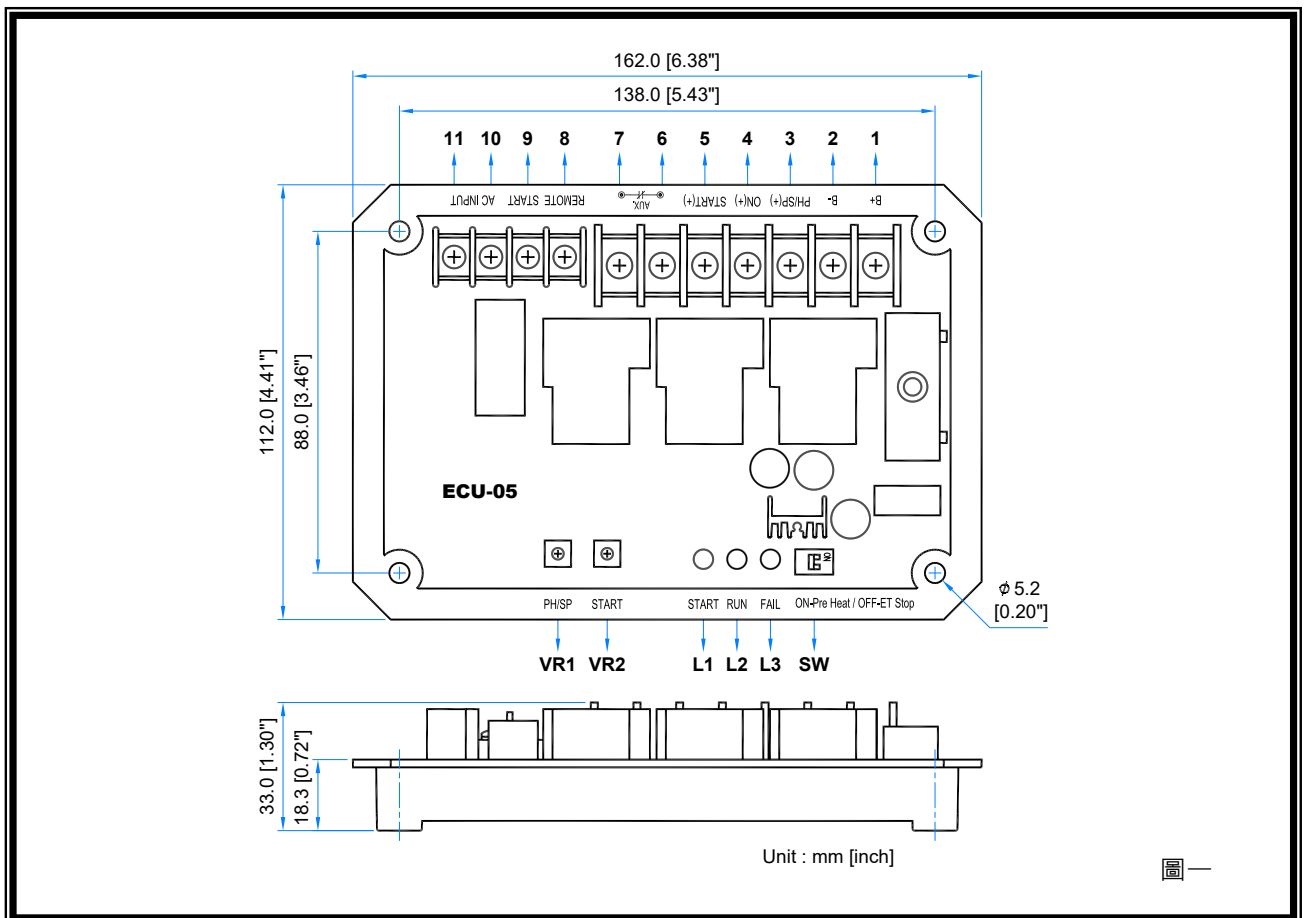 162.0 [6.38"]
138.0 [5.43"]
11 10 9 8 7 6 5 4 3 2 1
AC INPUT REMOTE START AUX. START(+) ON(+) PH/SP(+) B- B+
112.0 [4.41"]
88.0 [3.46"]
ECU-05
ON
PH/SP START START RUN FAIL ON-Pre Heat / OFF-ET Stop
VR1 VR2 L1 L2 L3 SW
ϕ 5.2
[0.20"]
33.0 [1.30"]
18.3 [0.72"]
Unit : mm [inch]
圖一